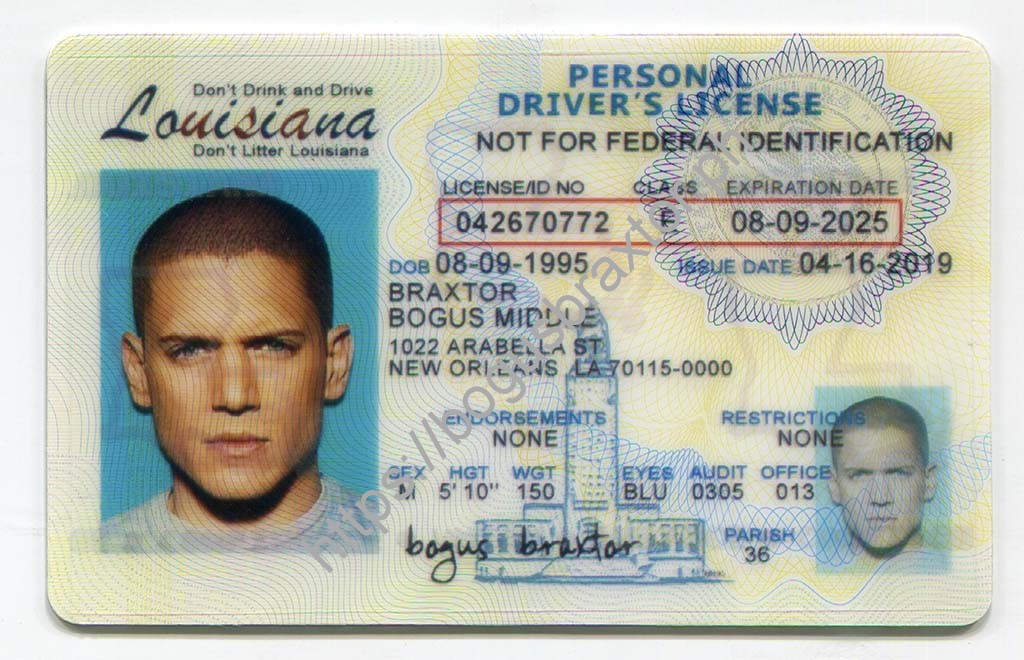 Don't Drink and Drive
Louisiana
Don't Litter Louisiana
PERSONAL
DRIVER'S LICENSE
NOT FOR FEDERAL IDENTIFICATION
LICENSE/ID NO CLASS EXPIRATION DATE
042670772 E 08-09-2025
DOB 08-09-1995 ISSUE DATE 04-16-2019
BRAXTOR
BOGUS MIDDLE
1022 ARABELLA ST
NEW ORLEANS LA 70115-0000
ENDORSEMENTS RESTRICTIONS
NONE NONE
SEX HGT WGT EYES AUDIT OFFICE
M 5' 10" 150 BLU 0305 013
bogus braxtor
PARISH
36